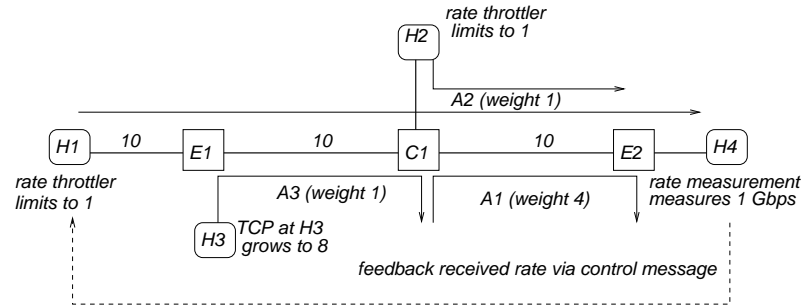 rate throttler
limits to 1
H2
A2 (weight 1)
H1
10
E1
10
C1
10
E2
H4
rate throttler
limits to 1
A3 (weight 1)
A1 (weight 4)
rate measurement
measures 1 Gbps
H3
TCP at H3
grows to 8
feedback received rate via control message